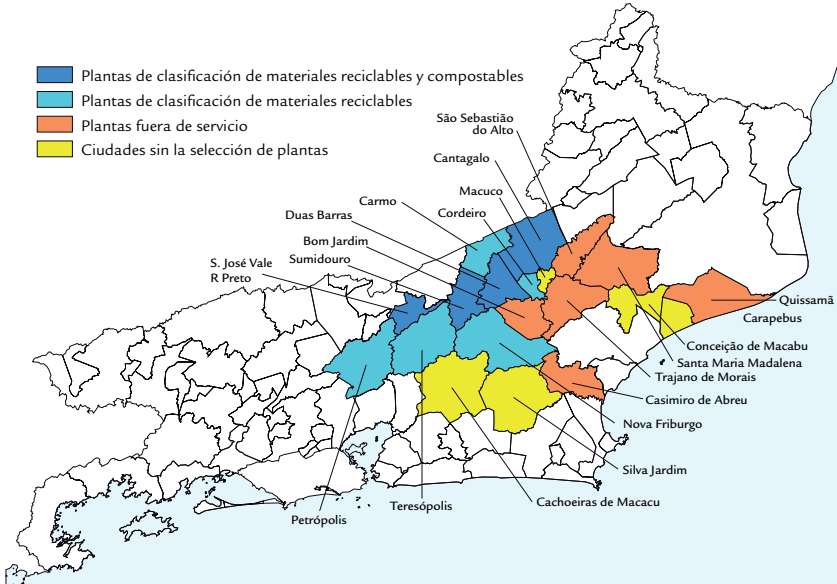 Plantas de clasificación de materiales reciclables y compostables
Plantas de clasificación de materiales reciclables
Plantas fuera de servicio
Ciudades sin la selección de plantas
São Sebastião
do Alto
Cantagalo
Macuco
Cordeiro
Carmo
Duas Barras
Bom Jardim
Sumidouro
S. José Vale
R Preto
Quissamã
Carapebus
Conceição de Macabu
Santa Maria Madalena
Trajano de Morais
Casimiro de Abreu
Nova Friburgo
Silva Jardim
Cachoeiras de Macacu
Teresópolis
Petrópolis